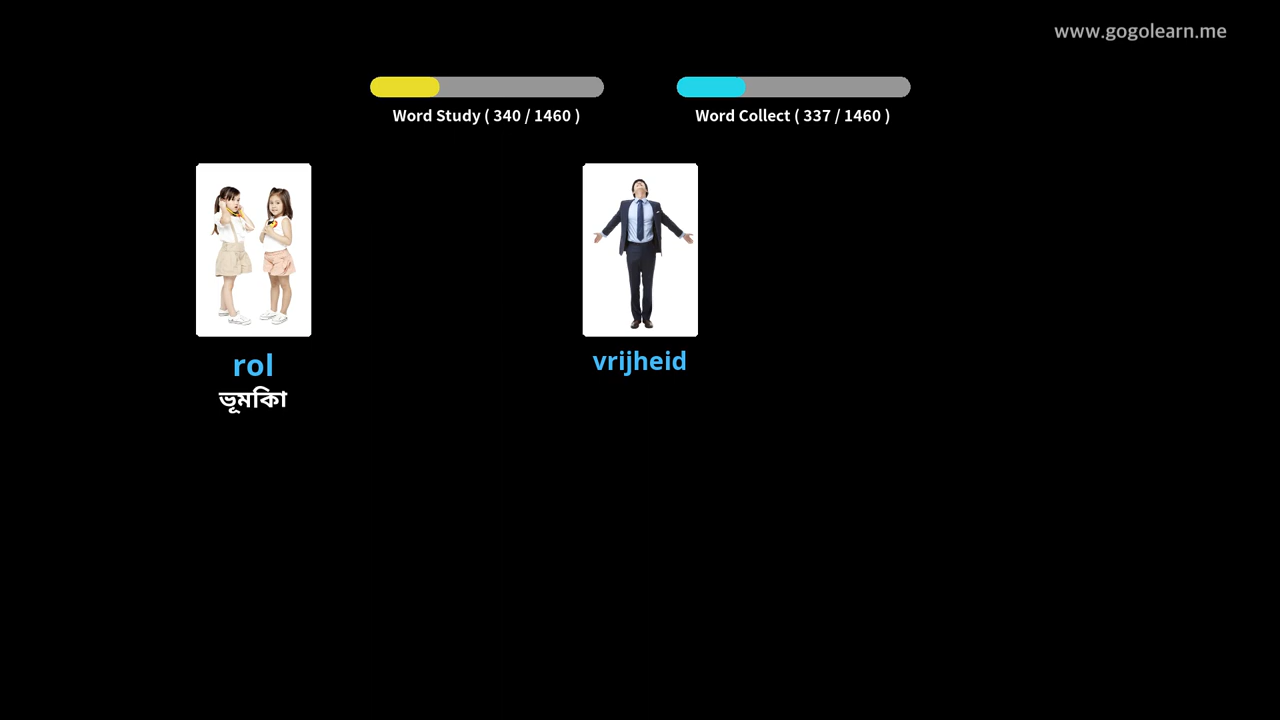 www.gogolearn.me
Word Study ( 340 / 1460 )
Word Collect ( 337 / 1460 )
rol
ভূমিকা
vrijheid